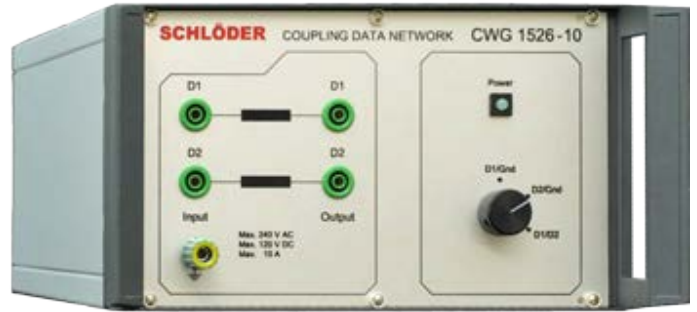 SCHLÖDER COUPLING DATA NETWORK CWG 1526-10
D1 D1
D2 D2
Input Output
Max. 240 V AC
Max. 120 V DC
Max. 10 A
Power
D1/Gnd
D2/Gnd
D1/D2